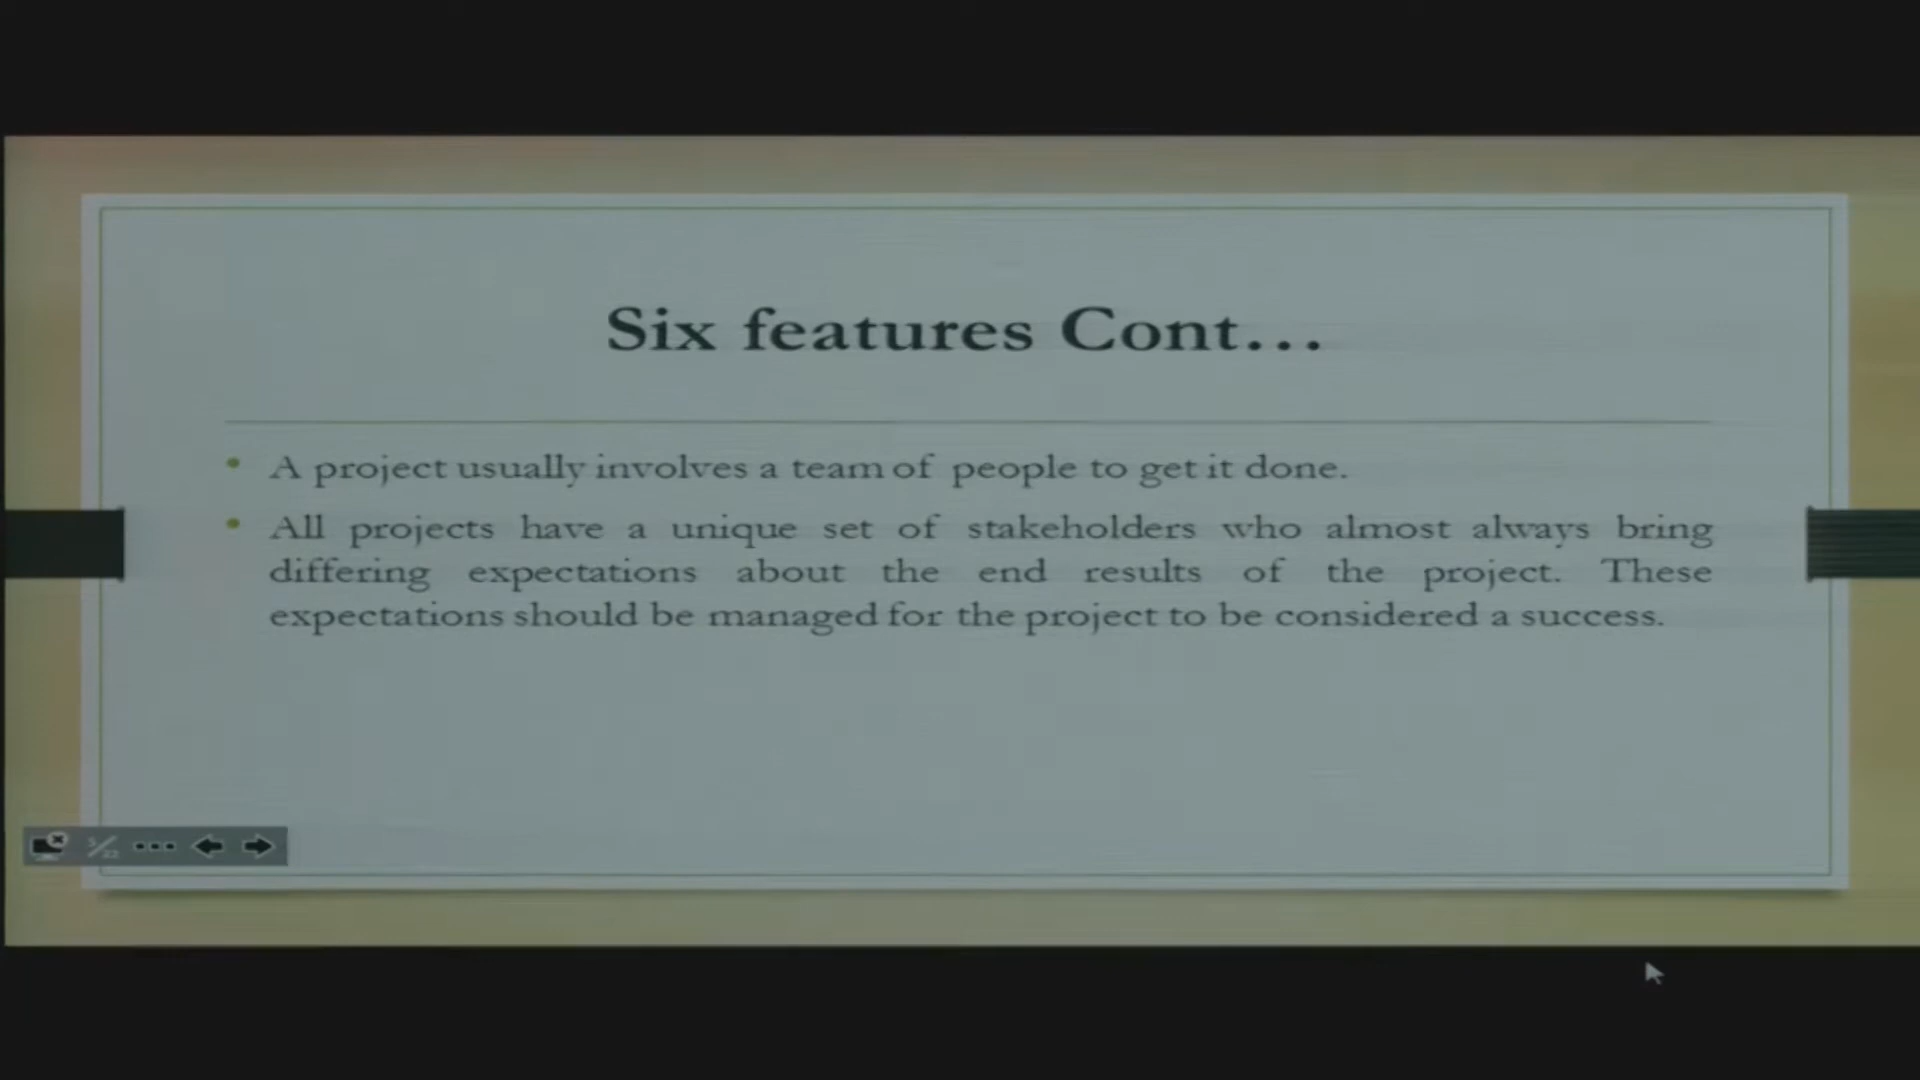 Six features Cont...
• A project usually involves a team of people to get it done.
• All projects have a unique set of stakeholders who almost always bring
differing expectations about the end results of the project. These
expectations should be managed for the project to be considered a success.